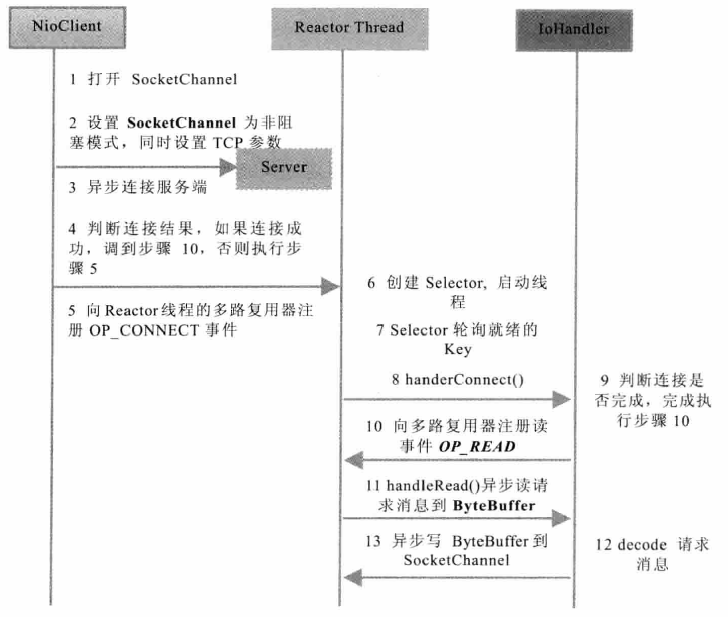 NioClient
Reactor Thread
IoHandler
1 打开 SocketChannel
2 设置 SocketChannel 为非阻
塞模式，同时设置 TCP 参数
Server
3 异步连接服务端
4 判断连接结果，如果连接成
功，调到步骤 10，否则执行步
骤 5
5 向 Reactor 线程的多路复用器注
册 OP_CONNECT 事件
6 创建 Selector, 启动线
程
7 Selector 轮询就绪的
Key
8 handerConnect()
9 判断连接是
否完成，完成执
行步骤 10
10 向多路复用器注册读
事件 OP_READ
11 handleRead()异步读请
求消息到 ByteBuffer
12 decode 请求
消息
13 异步写 ByteBuffer 到
SocketChannel